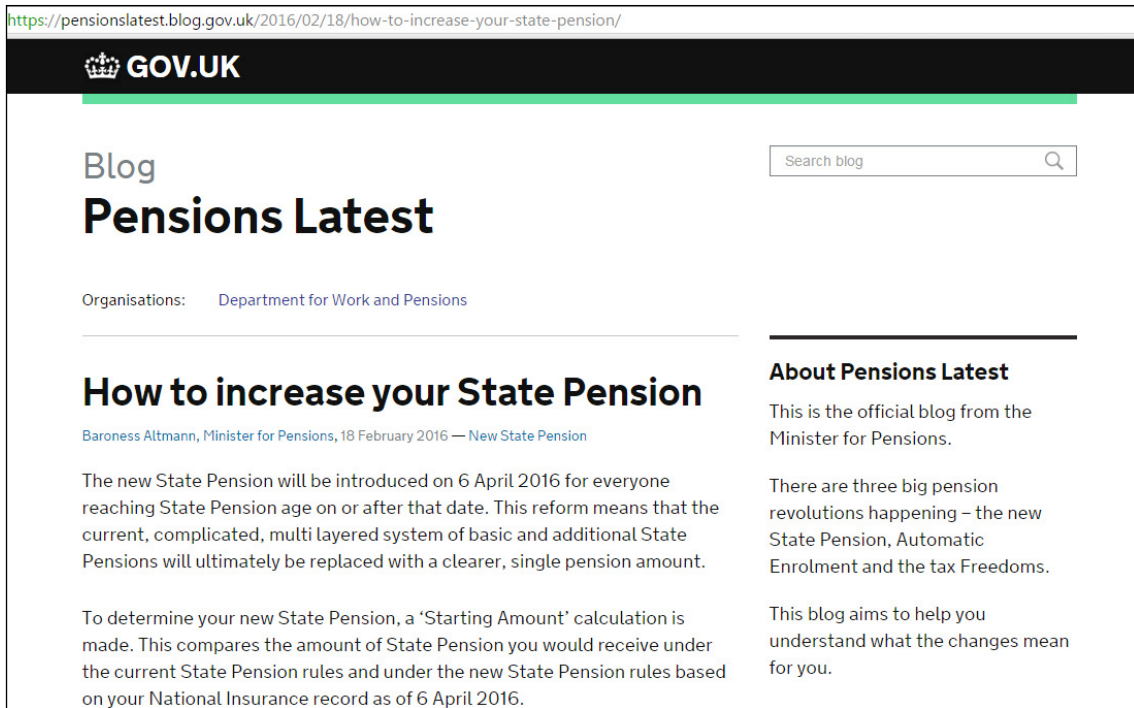 https://pensionslatest.blog.gov.uk/2016/02/18/how-to-increase-your-state-pension/
GOV.UK
Blog
Pensions Latest
Search blog
Organisations: Department for Work and Pensions
How to increase your State Pension
Baroness Altmann, Minister for Pensions, 18 February 2016 — New State Pension
The new State Pension will be introduced on 6 April 2016 for everyone
reaching State Pension age on or after that date. This reform means that the
current, complicated, multi layered system of basic and additional State
Pensions will ultimately be replaced with a clearer, single pension amount.
To determine your new State Pension, a ‘Starting Amount’ calculation is
made. This compares the amount of State Pension you would receive under
the current State Pension rules and under the new State Pension rules based
on your National Insurance record as of 6 April 2016.
About Pensions Latest
This is the official blog from the
Minister for Pensions.
There are three big pension
revolutions happening – the new
State Pension, Automatic
Enrolment and the tax Freedoms.
This blog aims to help you
understand what the changes mean
for you.